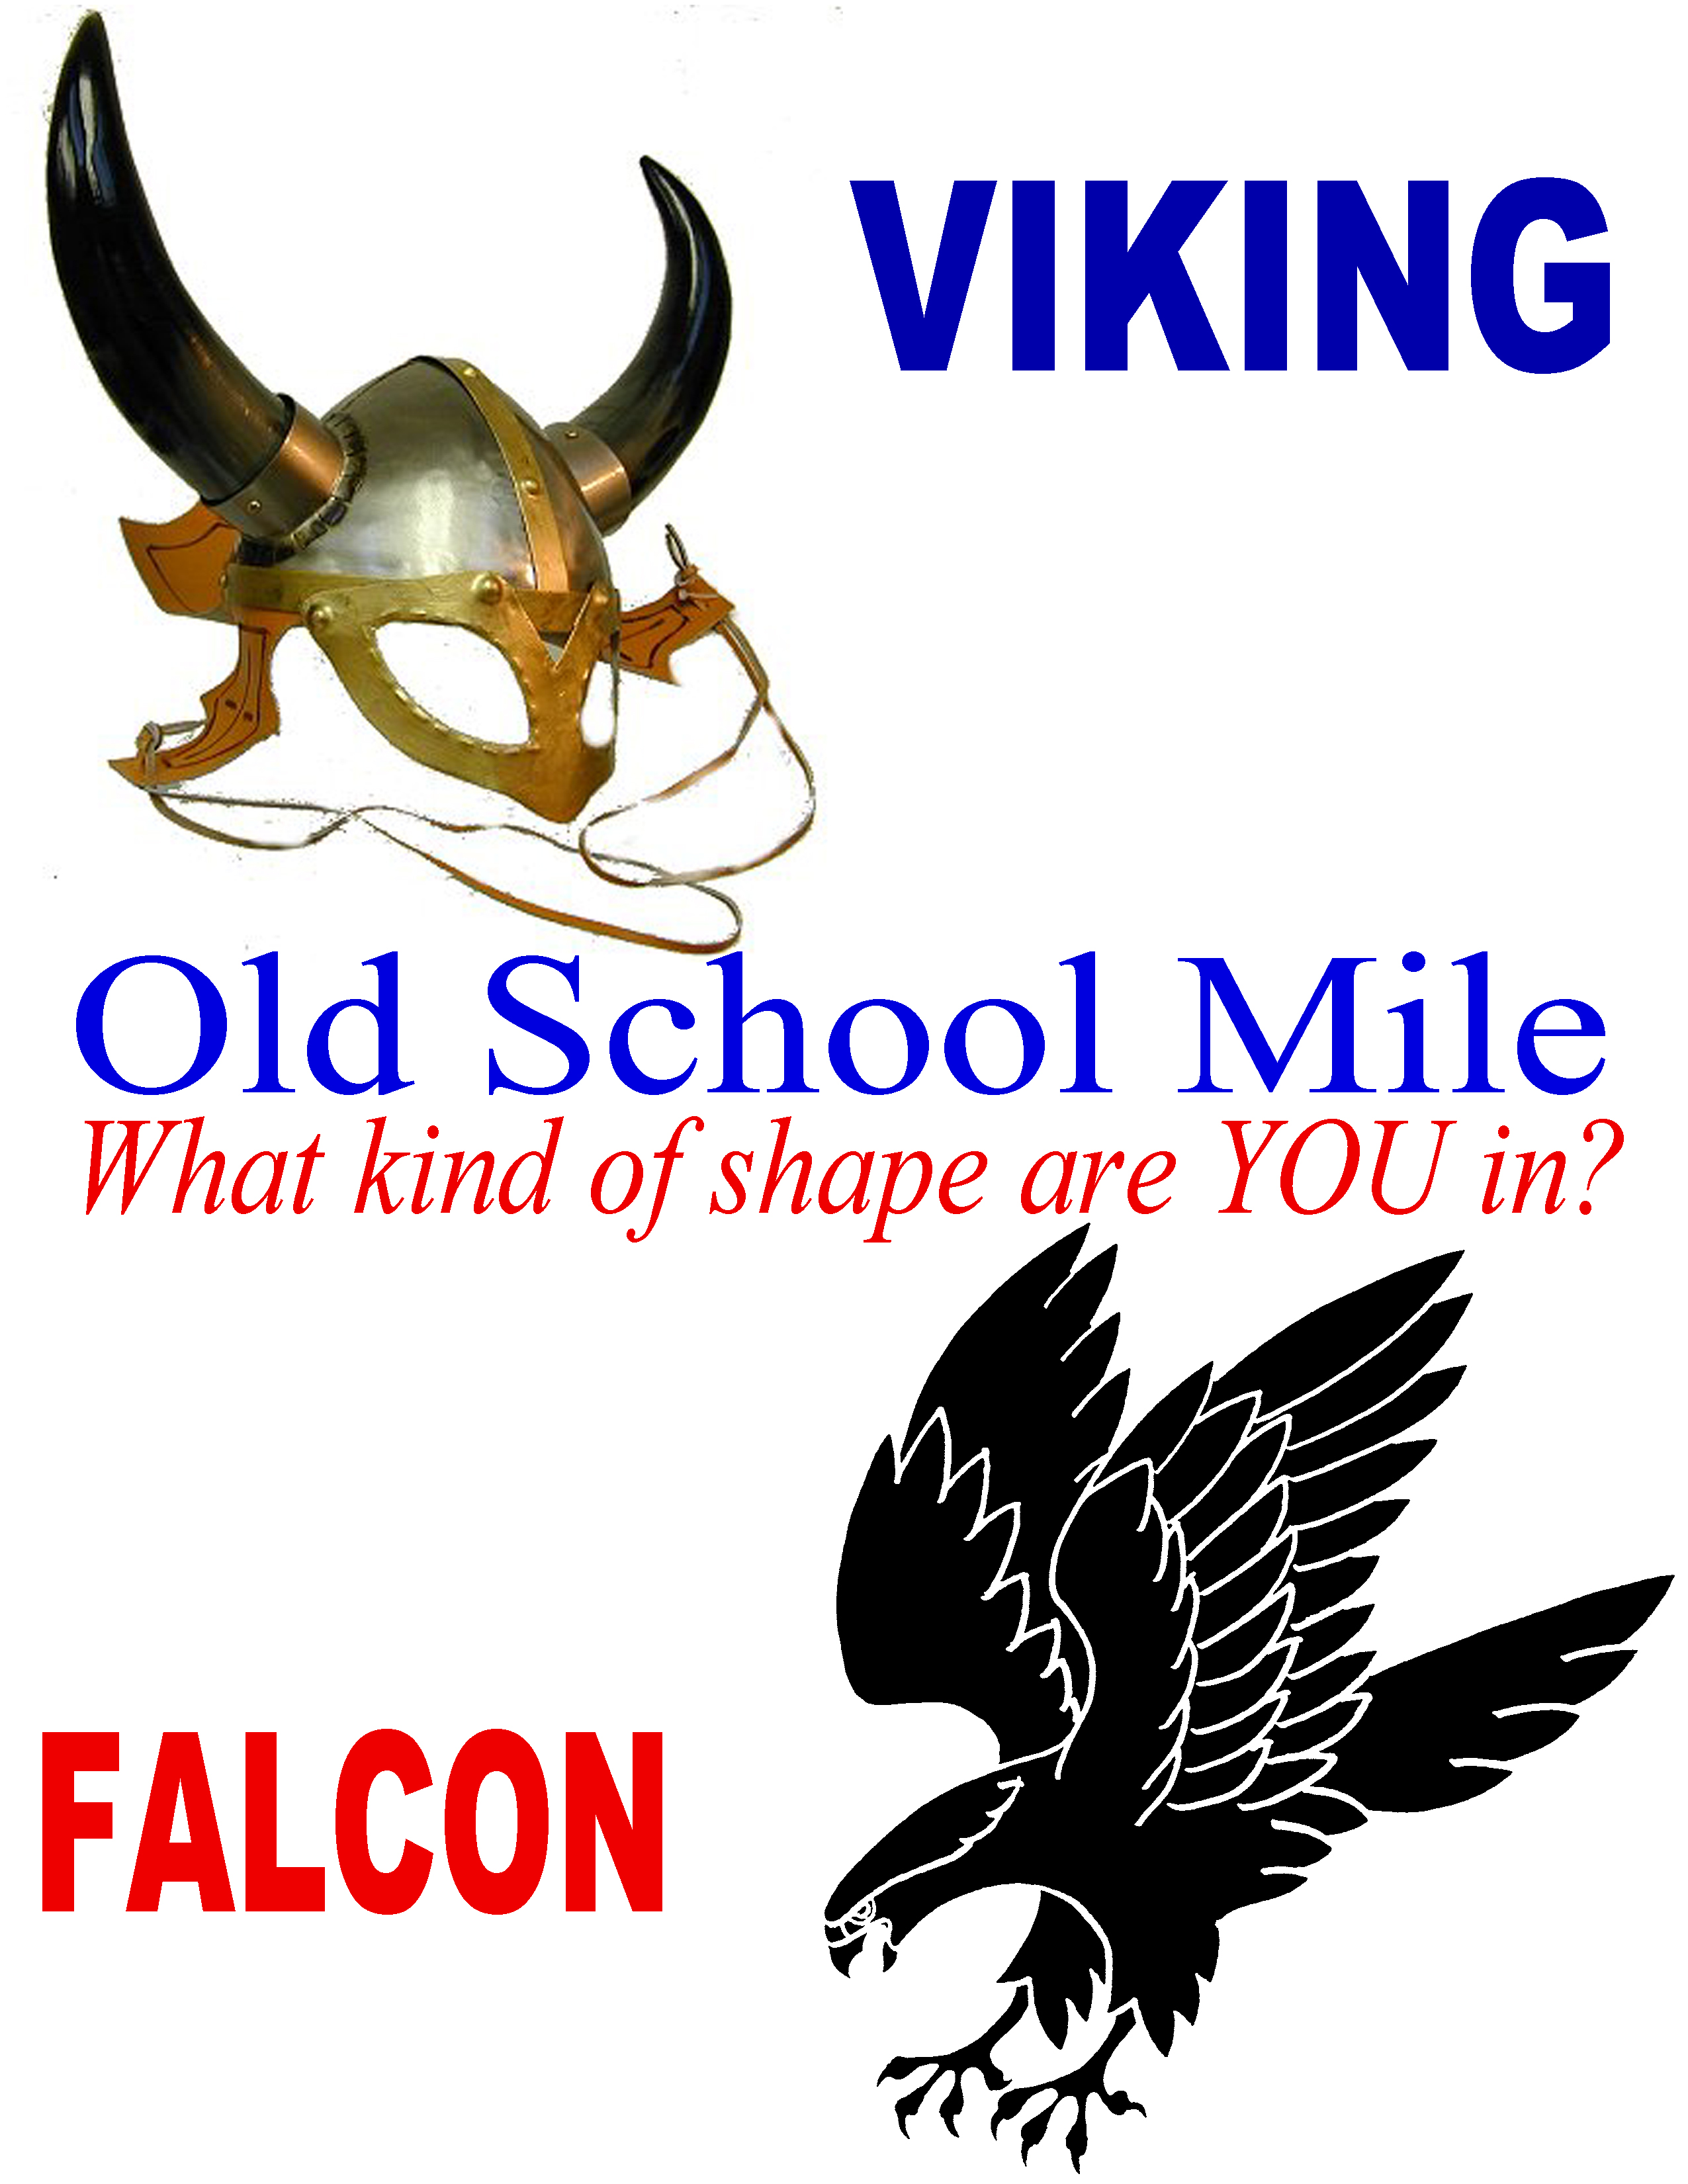 VIKING
Old School Mile
What kind of shape are YOU in?
FALCON